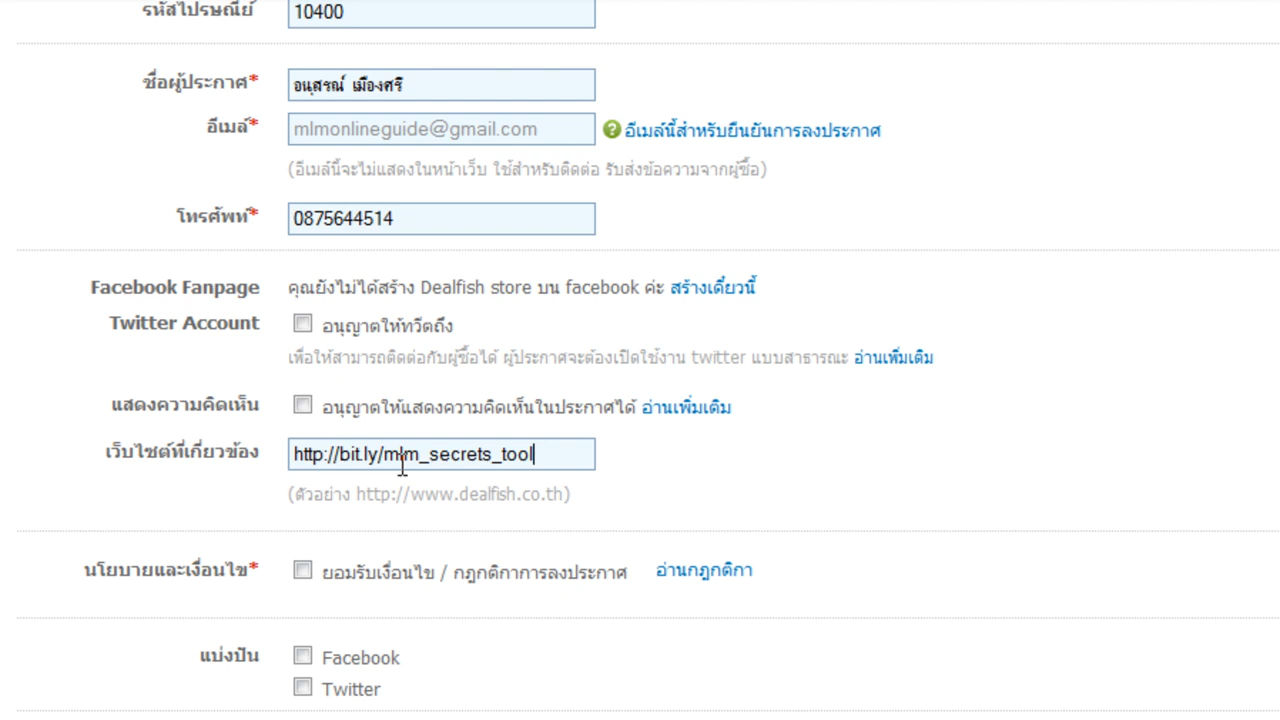 รหัสไปรษณีย์ 10400
ชื่อผู้ประกาศ* อนุสรณ์ เมืองศรี
อีเมล์* mlmonlineguide@gmail.com ? อีเมล์นี้สำหรับยืนยันการลงประกาศ
(อีเมล์นี้จะไม่แสดงในหน้าเว็บ ใช้สำหรับติดต่อ รับส่งข้อความจากผู้ซื้อ)
โทรศัพท์* 0875644514
Facebook Fanpage คุณยังไม่ได้สร้าง Dealfish store บน facebook ค่ะ สร้างเดี๋ยวนี้
Twitter Account อนุญาตให้ทวีตถึง
เพื่อให้สามารถติดต่อกับผู้ซื้อได้ ผู้ประกาศจะต้องเปิดใช้งาน twitter แบบสาธารณะ อ่านเพิ่มเติม
แสดงความคิดเห็น อนุญาตให้แสดงความคิดเห็นในประกาศได้ อ่านเพิ่มเติม
เว็บไซต์ที่เกี่ยวข้อง http://bit.ly/mlm_secrets_tool
(ตัวอย่าง http://www.dealfish.co.th)
นโยบายและเงื่อนไข* ยอมรับเงื่อนไข / กฎกติกาการลงประกาศ อ่านกฎกติกา
แบ่งปัน Facebook
Twitter